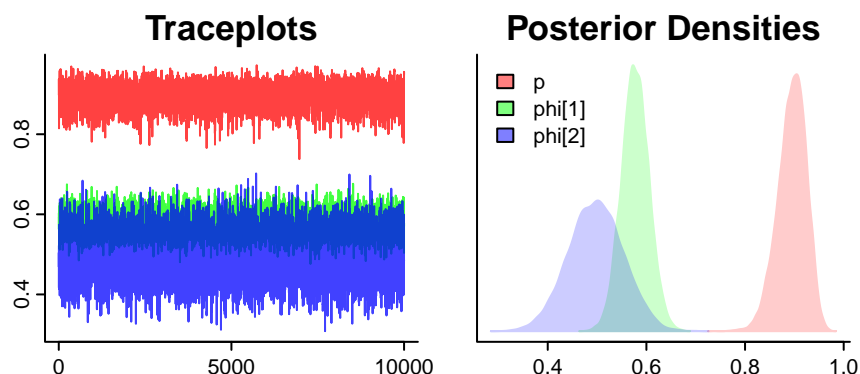 Traceplots
0.8
0.6
0.4
0 5000 10000
Posterior Densities
p
phi[1]
phi[2]
0.4 0.6 0.8 1.0